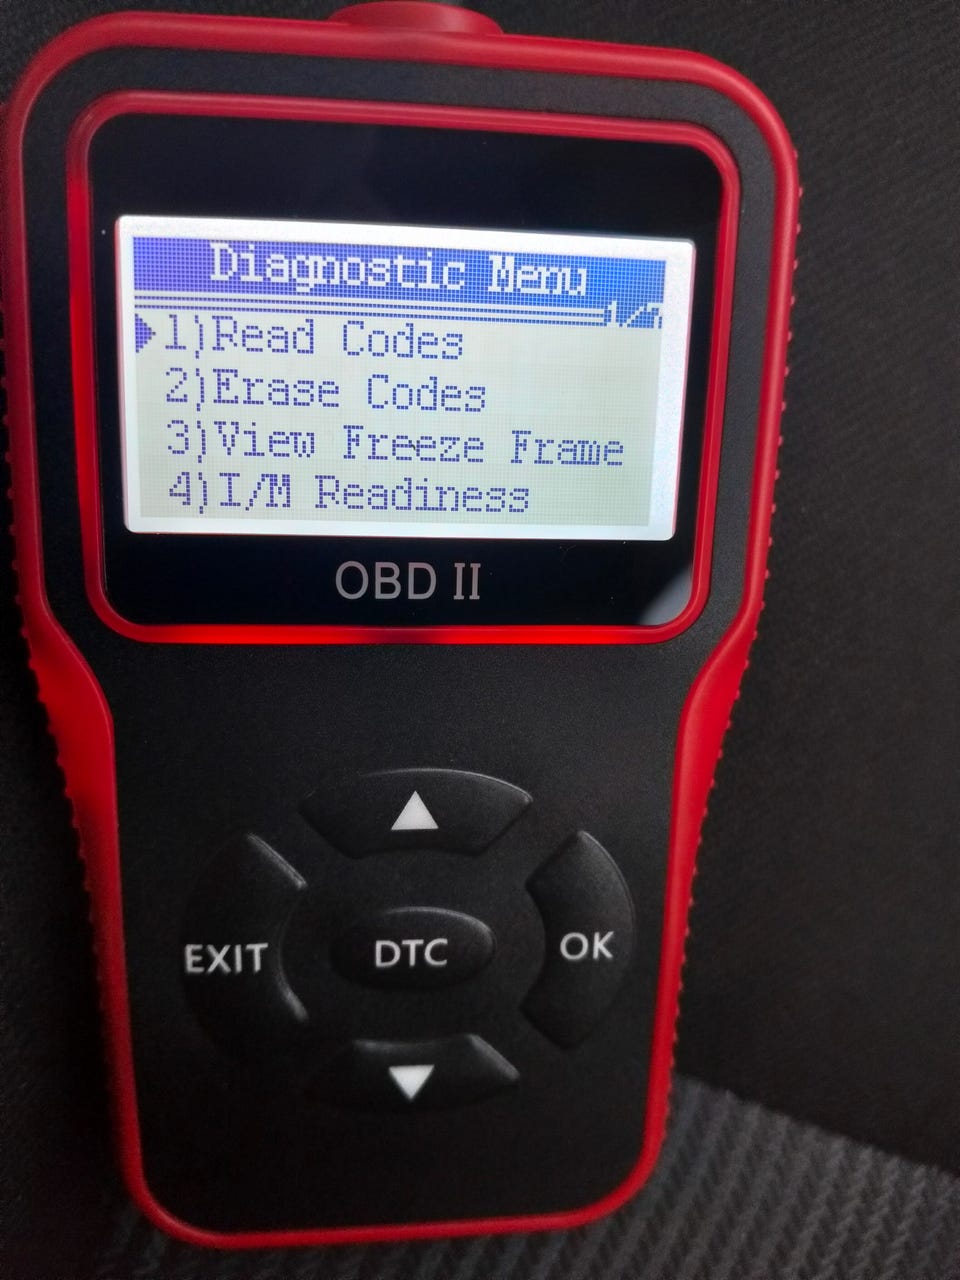 Diagnostic Menu
1)Read Codes
2)Erase Codes
3)View Freeze Frame
4)I/M Readiness
OBD II
EXIT DTC OK